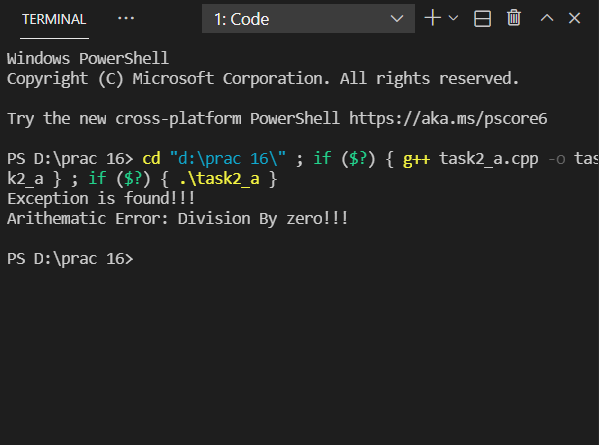 TERMINAL ··· 1: Code
Windows PowerShell
Copyright (C) Microsoft Corporation. All rights reserved.
Try the new cross-platform PowerShell https://aka.ms/pscore6
PS D:\prac 16> cd "d:\prac 16\" ; if ($?) { g++ task2_a.cpp -o tas
k2_a } ; if ($?) { .\task2_a }
Exception is found!!!
Arithematic Error: Division By zero!!!
PS D:\prac 16>